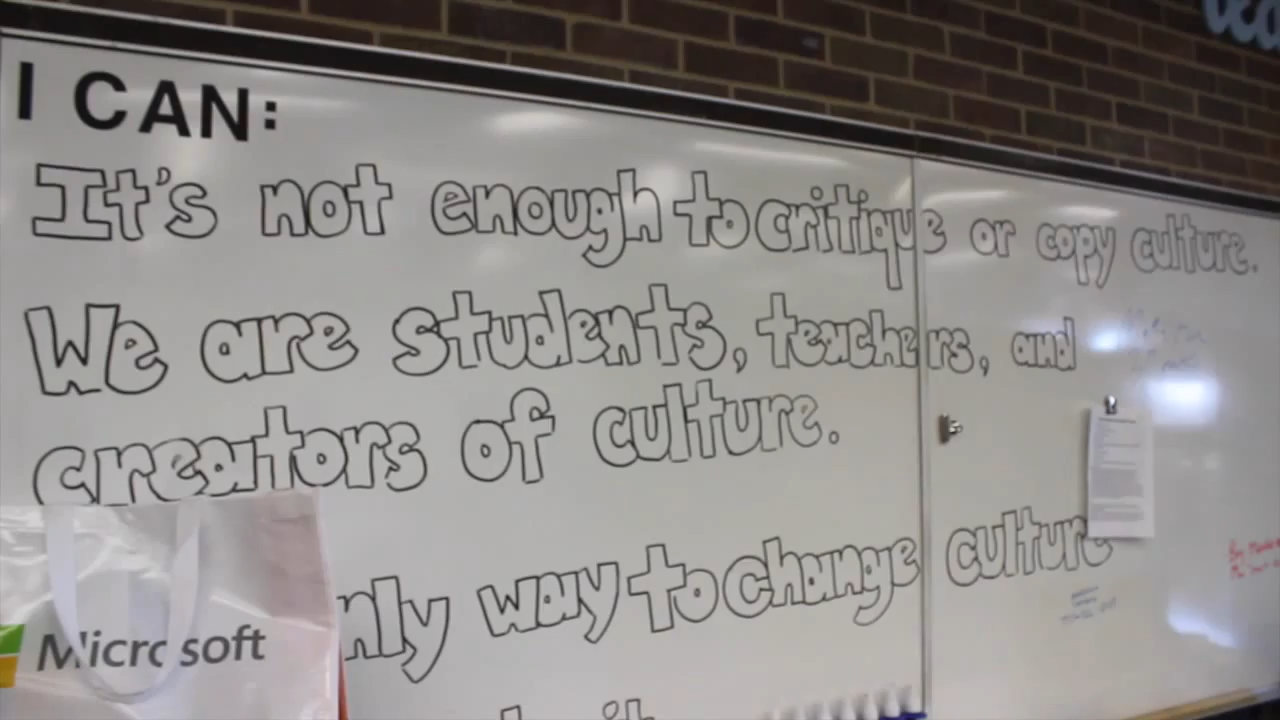 I CAN:
It's not enough to critique or copy culture.
We are students, teachers, and
creators of culture.
nly way to change culture
Microsoft